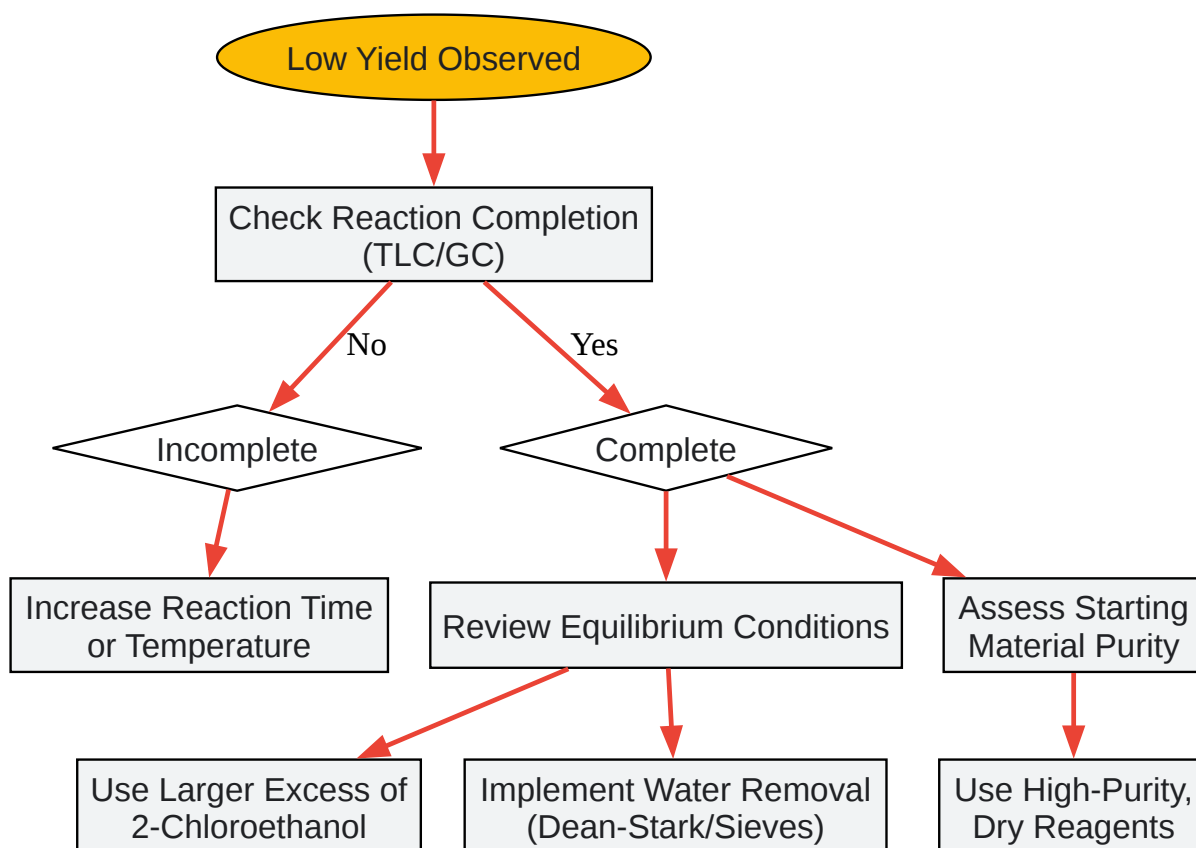 Low Yield Observed
Check Reaction Completion
(TLC/GC)
No
Yes
Incomplete
Complete
Increase Reaction Time
or Temperature
Review Equilibrium Conditions
Assess Starting
Material Purity
Use Larger Excess of
2-Chloroethanol
Implement Water Removal
(Dean-Stark/Sieves)
Use High-Purity,
Dry Reagents